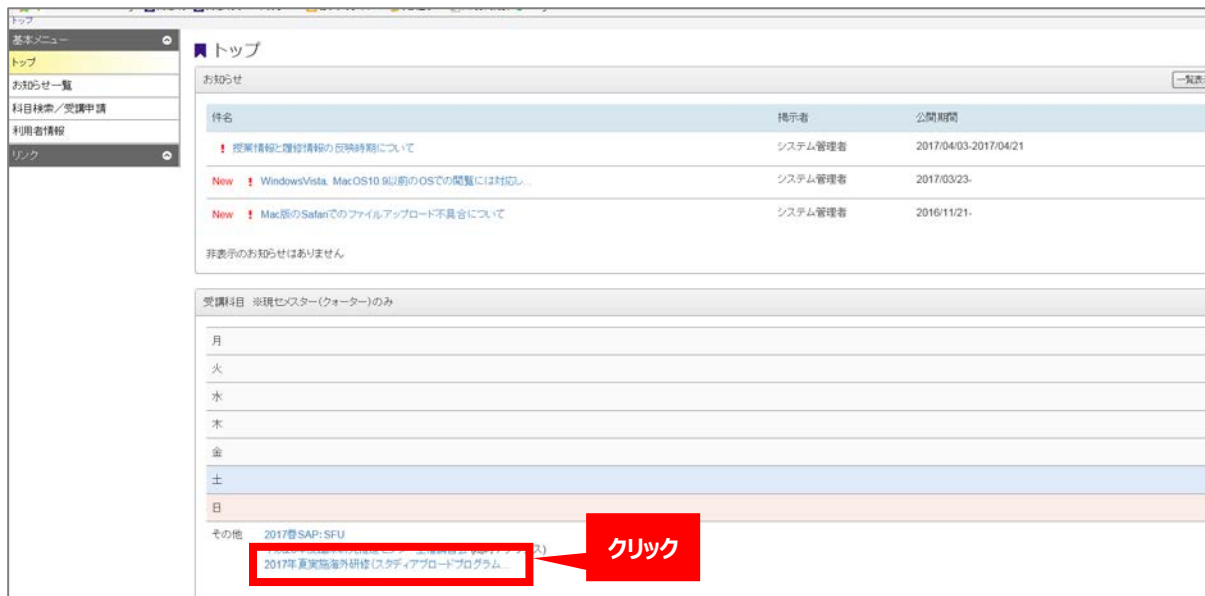 トップ
基本メニュー
トップ
お知らせ一覧
科目検索/受講申請
利用者情報
リンク
トップ
お知らせ
一覧表
件名 掲示者 公開期間
! 授業情報と履修情報の反映時期について システム管理者 2017/04/03-2017/04/21
New ! WindowsVista, MacOS10.9以前のOSでの閲覧には対応し... システム管理者 2017/03/23-
New ! Mac版のSafariでのファイルアップロード不具合について システム管理者 2016/11/21-
非表示のお知らせはありません
受講科目 ※現セメスター(クォーター)のみ
月
火
水
木
金
土
日
その他 2017春SAP: SFU
2017年夏実施海外研修(スタディアブロードプログラム...
クリック